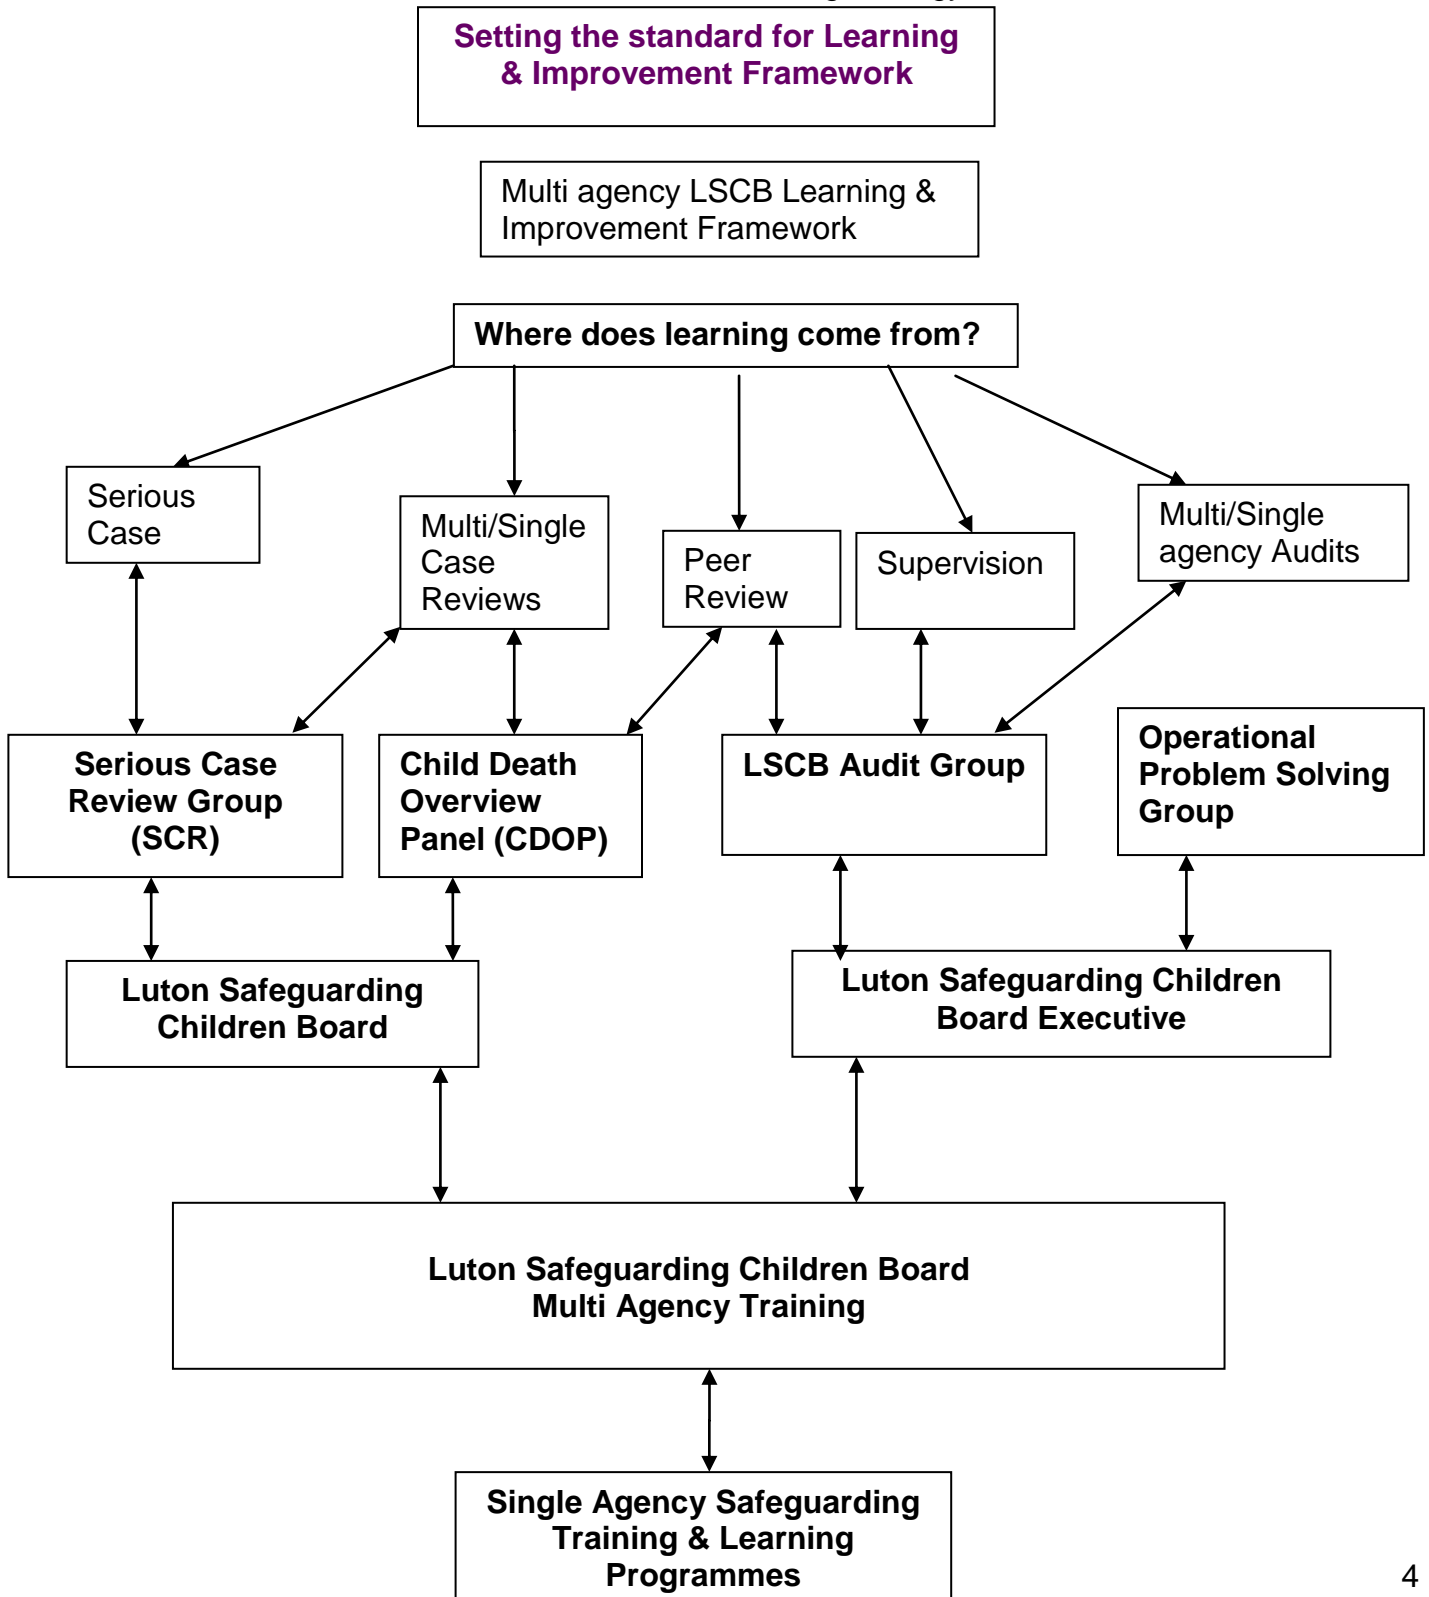 Setting the standard for Learning
& Improvement Framework
Multi agency LSCB Learning &
Improvement Framework
Where does learning come from?
Serious
Case
Multi/Single
Case
Reviews
Peer
Review
Supervision
Multi/Single
agency Audits
Serious Case
Review Group
(SCR)
Child Death
Overview
Panel (CDOP)
LSCB Audit Group
Operational
Problem Solving
Group
Luton Safeguarding
Children Board
Luton Safeguarding Children
Board Executive
Luton Safeguarding Children Board
Multi Agency Training
Single Agency Safeguarding
Training & Learning
Programmes
4